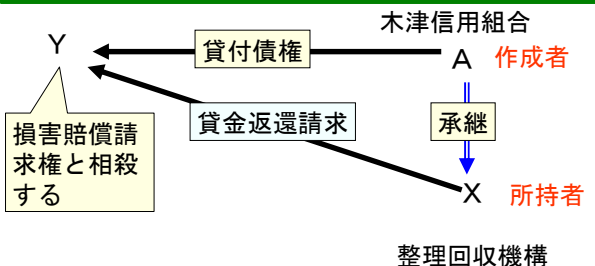 木津信用組合
Y
貸付債権
A
作成者
損害賠償請
求権と相殺
する
貸金返還請求
承継
X
所持者
整理回収機構